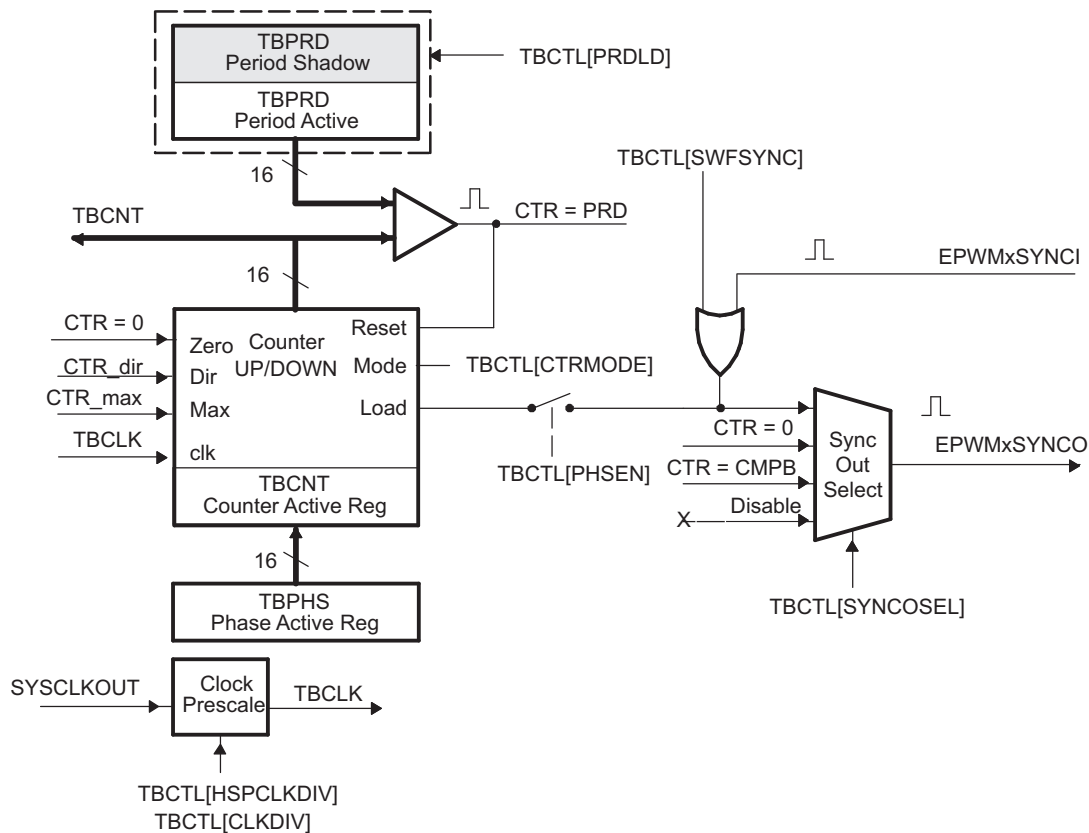 TBPRD
Period Shadow
TBPRD
Period Active
TBCTL[PRDLD]
16
TBCTL[SWFSYNC]
TBCNT
CTR = PRD
16
EPWMxSYNCI
CTR = 0
CTR_dir
CTR_max
TBCLK
Zero
Dir
Max
clk
Counter
UP/DOWN
Reset
Mode
Load
TBCTL[CTRMODE]
TBCNT
Counter Active Reg
TBCTL[PHSEN]
CTR = 0
CTR = CMPB
Disable
X
Sync
Out
Select
EPWMxSYNCO
16
TBPHS
Phase Active Reg
TBCTL[SYNCOSEL]
SYSCLKOUT
Clock
Prescale
TBCLK
TBCTL[HSPCLKDIV]
TBCTL[CLKDIV]